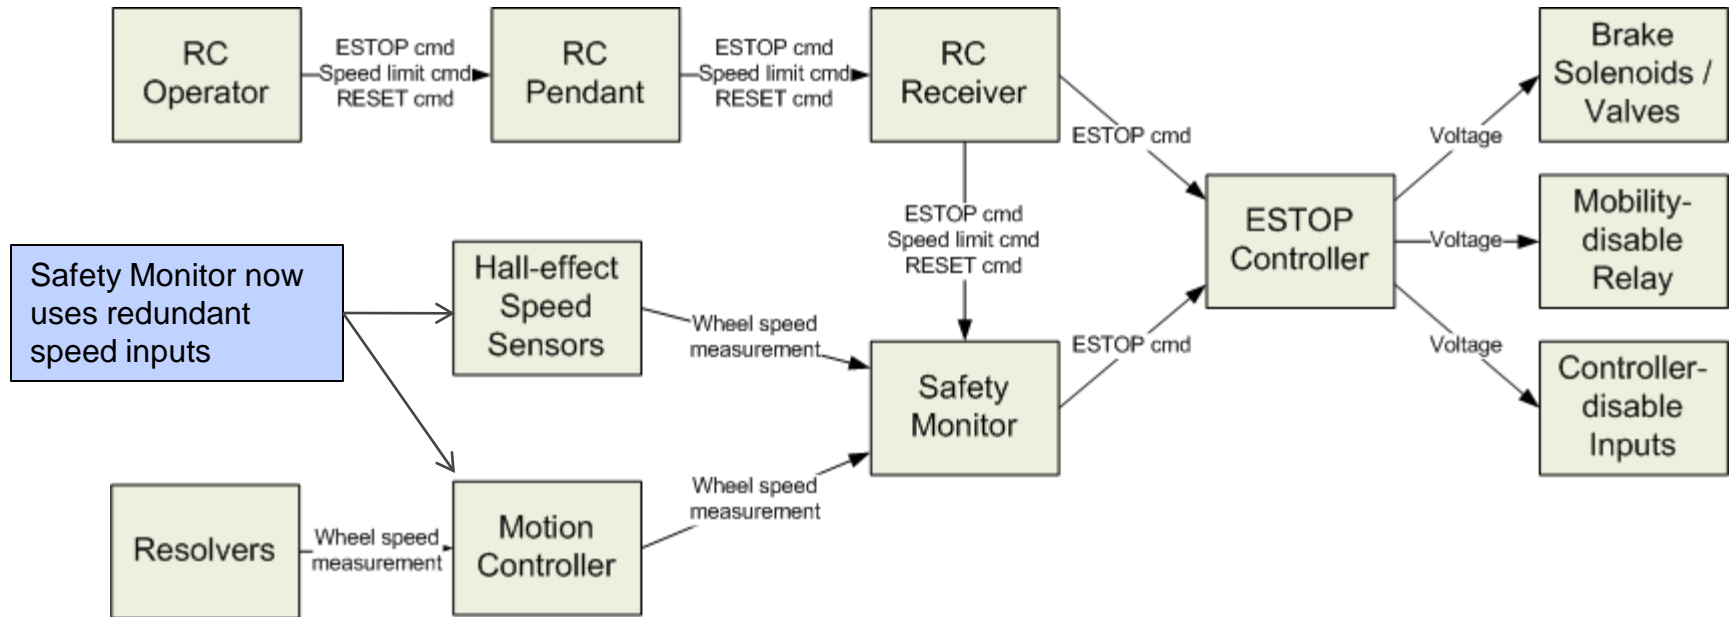 RC
Operator
ESTOP cmd
Speed limit cmd
RESET cmd
RC
Pendant
ESTOP cmd
Speed limit cmd
RESET cmd
RC
Receiver
ESTOP cmd
Brake
Solenoids /
Valves
Voltage
ESTOP cmd
Speed limit cmd
RESET cmd
ESTOP
Controller
Voltage
Mobility-
disable
Relay
Safety Monitor now
uses redundant
speed inputs
Hall-effect
Speed
Sensors
Wheel speed
measurement
Safety
Monitor
ESTOP cmd
Voltage
Controller-
disable
Inputs
Resolvers
Wheel speed
measurement
Motion
Controller
Wheel speed
measurement